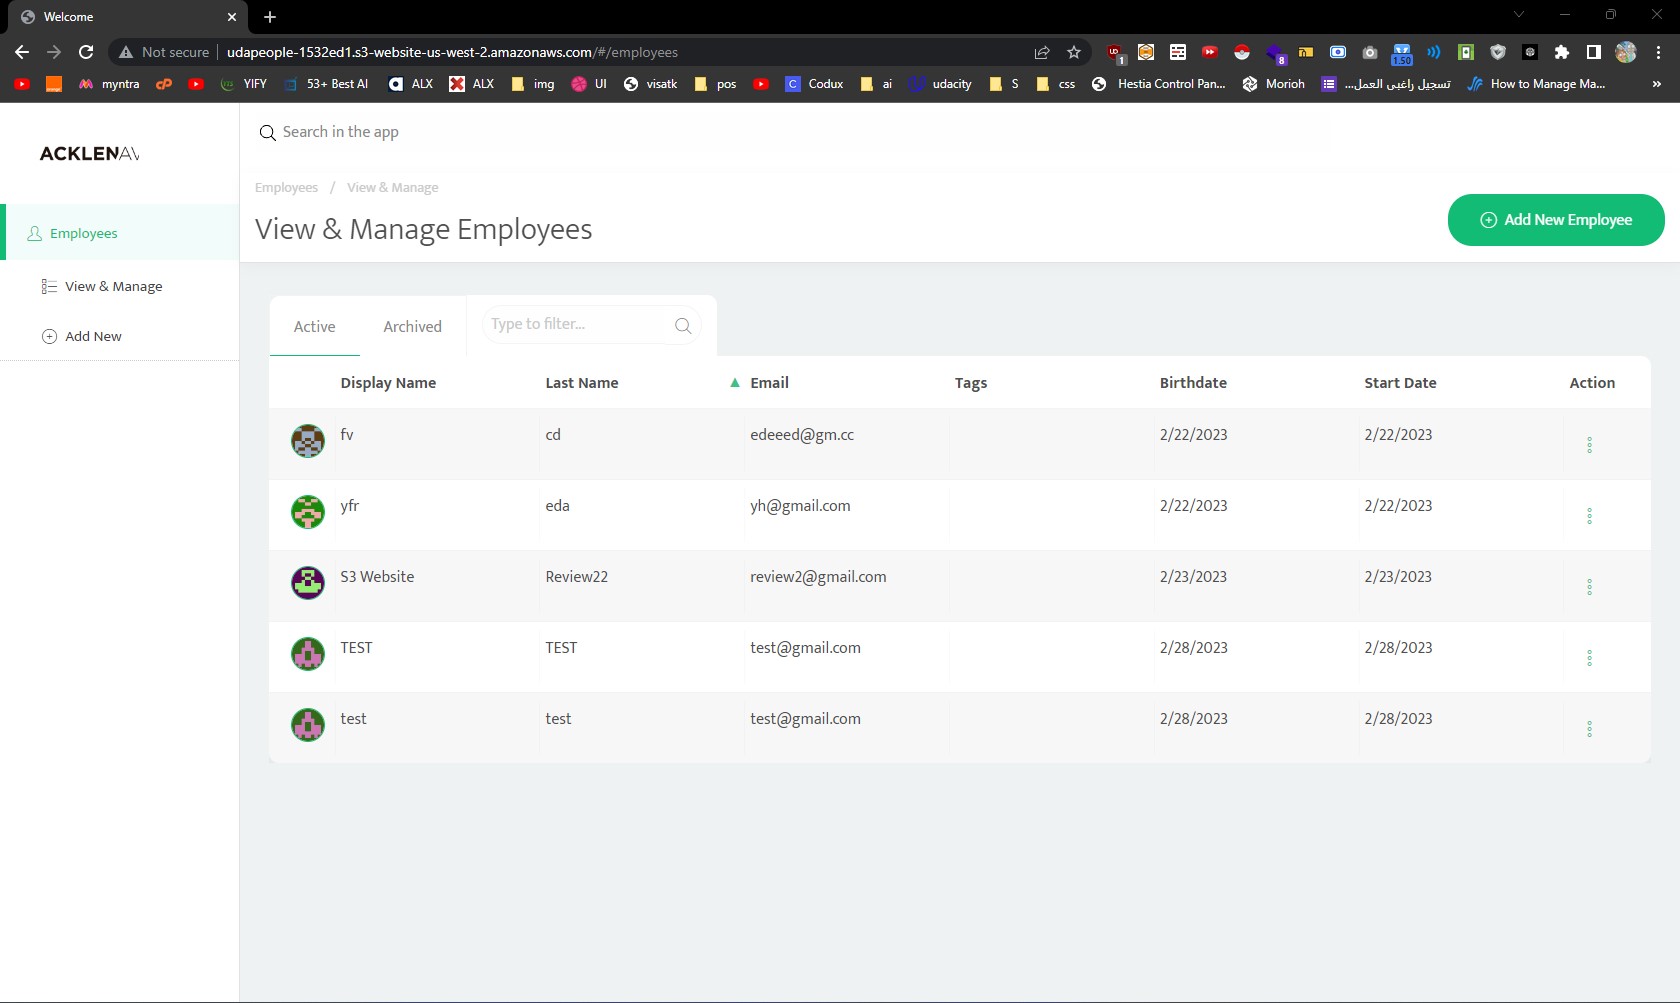 Welcome
Not secure udapeople-1532ed1.s3-website-us-west-2.amazonaws.com/#/employees
1 8 1.50
myntra YIFY 53+ Best AI ALX ALX img UI visatk pos C Codux ai udacity S css Hestia Control Pan... Morioh تسجيل راغبى العمل... How to Manage Ma... »
ACKLENAV
Search in the app
Employees / View & Manage
View & Manage Employees
Add New Employee
Employees
View & Manage
Add New
Active Archived Type to filter...
Display Name Last Name Email Tags Birthdate Start Date Action
fv cd edeeed@gm.cc 2/22/2023 2/22/2023
yfr eda yh@gmail.com 2/22/2023 2/22/2023
S3 Website Review22 review2@gmail.com 2/23/2023 2/23/2023
TEST TEST test@gmail.com 2/28/2023 2/28/2023
test test test@gmail.com 2/28/2023 2/28/2023